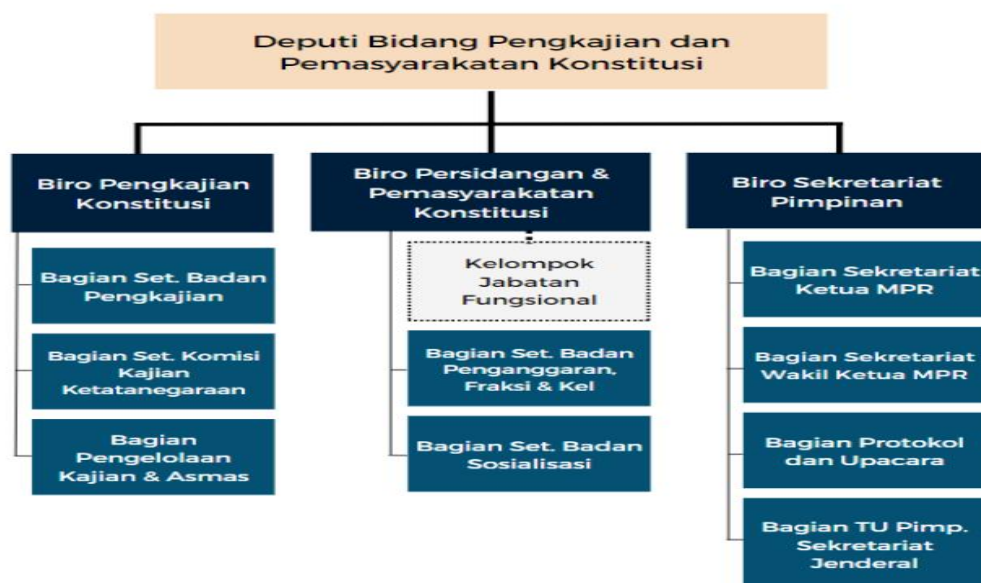 Deputi Bidang Pengkajian dan
Pemasyarakatan Konstitusi
Biro Pengkajian
Konstitusi
Bagian Set. Badan
Pengkajian
Bagian Set. Komisi
Kajian
Ketatanegaraan
Bagian
Pengelolaan
Kajian & Asmas
Biro Persidangan &
Pemasyarakatan
Konstitusi
Kelompok
Jabatan
Fungsional
Bagian Set. Badan
Penganggaran,
Fraksi & Kel
Bagian Set. Badan
Sosialisasi
Biro Sekretariat
Pimpinan
Bagian Sekretariat
Ketua MPR
Bagian Sekretariat
Wakil Ketua MPR
Bagian Protokol
dan Upacara
Bagian TU Pimp.
Sekretariat
Jenderal